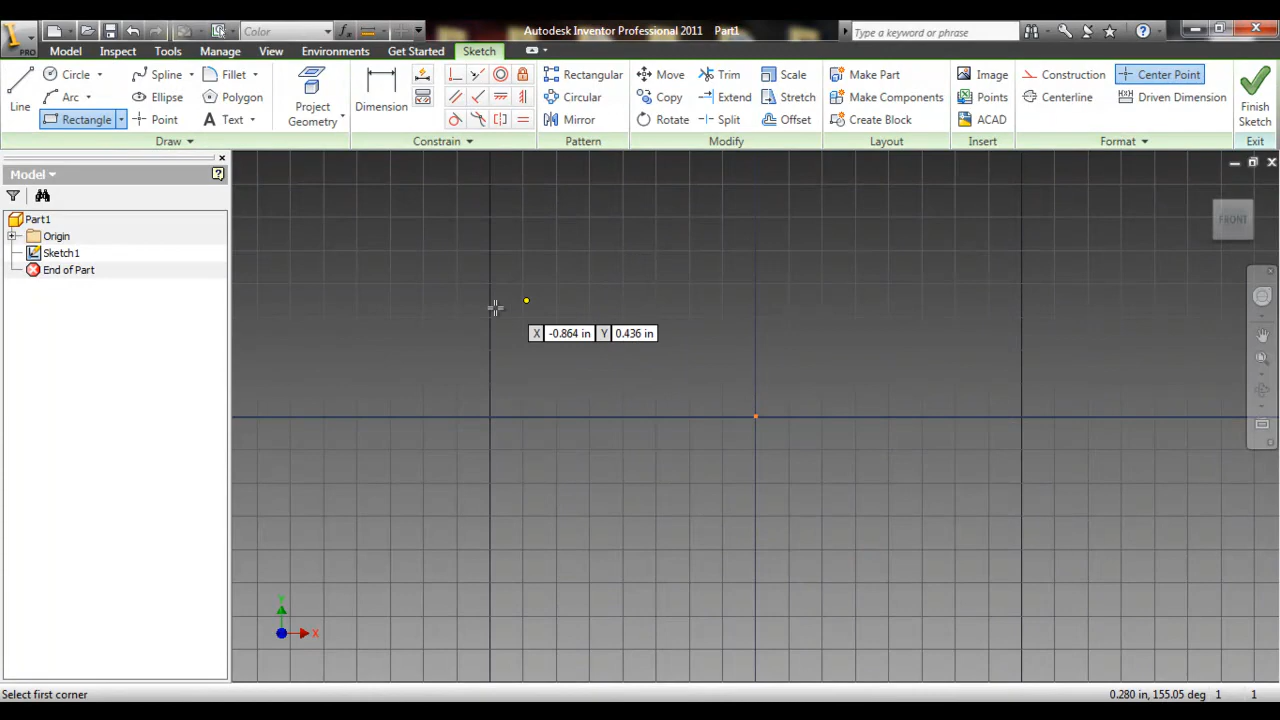 Color
Autodesk Inventor Professional 2011 Part1
Type a keyword or phrase
PRO
Model Inspect Tools Manage View Environments Get Started Sketch
Line
Circle
Arc
Rectangle
Spline
Ellipse
Point
Fillet
Polygon
Text
Project
Geometry
Draw
Dimension
Constrain
Rectangular
Circular
Mirror
Pattern
Move
Copy
Rotate
Trim
Extend
Split
Scale
Stretch
Offset
Modify
Make Part
Make Components
Create Block
Layout
Image
Points
ACAD
Insert
Construction
Centerline
Center Point
Driven Dimension
Format
Finish
Sketch
Exit
Model
Part1
Origin
Sketch1
End of Part
FRONT
X -0.864 in Y 0.436 in
Y
X
Select first corner
0.280 in, 155.05 deg 1 1